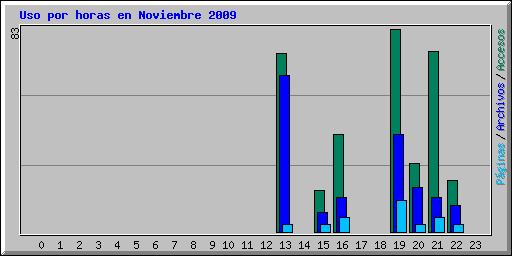 Uso por horas en Noviembre 2009
83
0 1 2 3 4 5 6 7 8 9 10 11 12 13 14 15 16 17 18 19 20 21 22 23
Páginas / Archivos / Accesos